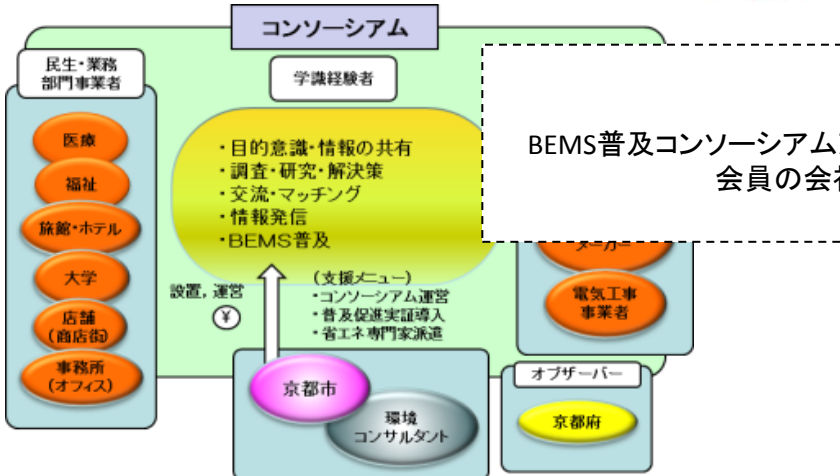 コンソーシアム
民生・業務
部門事業者
学識経験者
医療
福祉
旅館・ホテル
大学
店舗
(商店街)
事務所
(オフィス)
・目的意識・情報の共有
・調査・研究・解決策
・交流・マッチング
・情報発信
・BEMS普及
BEMS普及コンソーシアム
会員の会
メーカー
電気工事
事業者
設置，運営
¥
(支援メニュー)
・コンソーシアム運営
・普及促進実証導入
・省エネ専門家派遣
京都市
環境
コンサルタント
オブザーバー
京都府